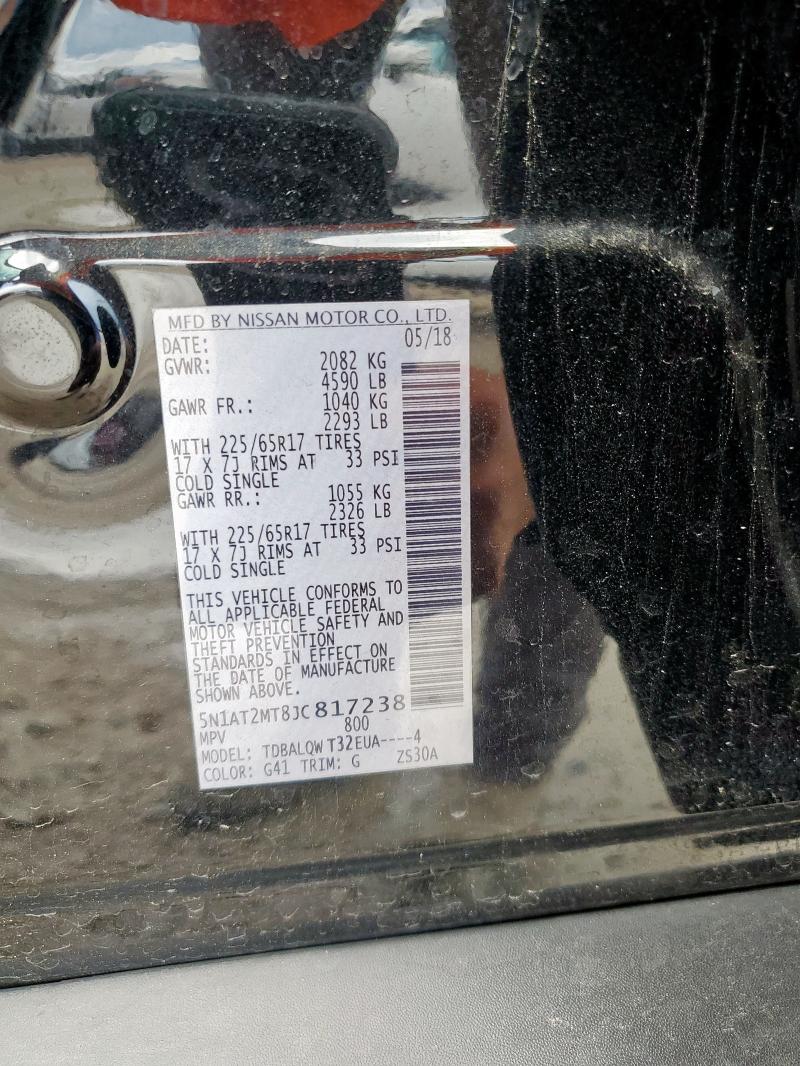 MFD BY NISSAN MOTOR CO., LTD.
DATE: 05/18
GVWR: 2082 KG
4590 LB
GAWR FR.: 1040 KG
2293 LB
WITH 225/65R17 TIRES
17 X 7J RIMS AT 33 PSI
COLD SINGLE
GAWR RR.: 1055 KG
2326 LB
WITH 225/65R17 TIRES
17 X 7J RIMS AT 33 PSI
COLD SINGLE
THIS VEHICLE CONFORMS TO
ALL APPLICABLE FEDERAL
MOTOR VEHICLE SAFETY AND
THEFT PREVENTION
STANDARDS IN EFFECT ON
THE DATE OF MANUFACTURE
SHOWN ABOVE.
5N1AT2MT8JC817238
MPV 800
MODEL: TDBALQW T32EUA----4
COLOR: G41 TRIM: G ZS30A